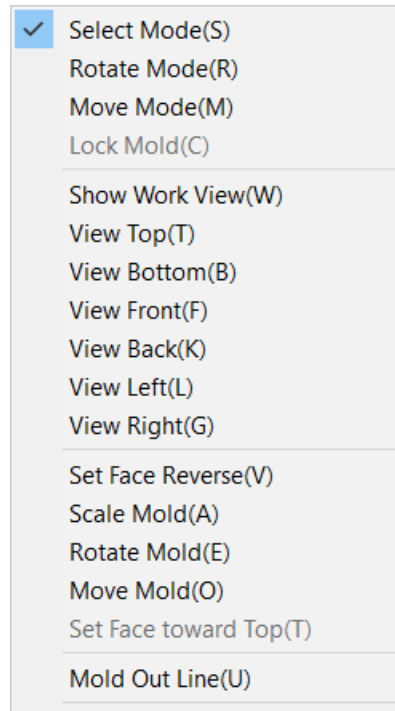 Select Mode(S)
Rotate Mode(R)
Move Mode(M)
Lock Mold(C)
Show Work View(W)
View Top(T)
View Bottom(B)
View Front(F)
View Back(K)
View Left(L)
View Right(G)
Set Face Reverse(V)
Scale Mold(A)
Rotate Mold(E)
Move Mold(O)
Set Face toward Top(T)
Mold Out Line(U)